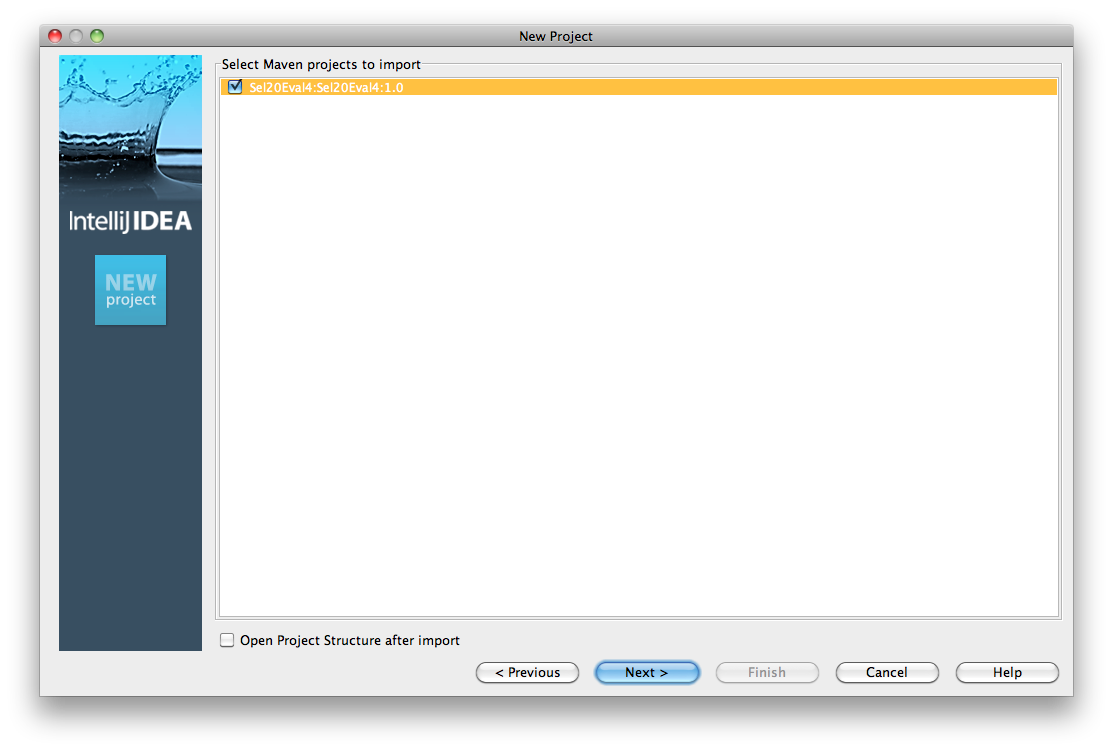 New Project
Select Maven projects to import
Sel20Eval4:Sel20Eval4:1.0
IntelliJ IDEA
NEW
project
Open Project Structure after import
< Previous
Next >
Finish
Cancel
Help